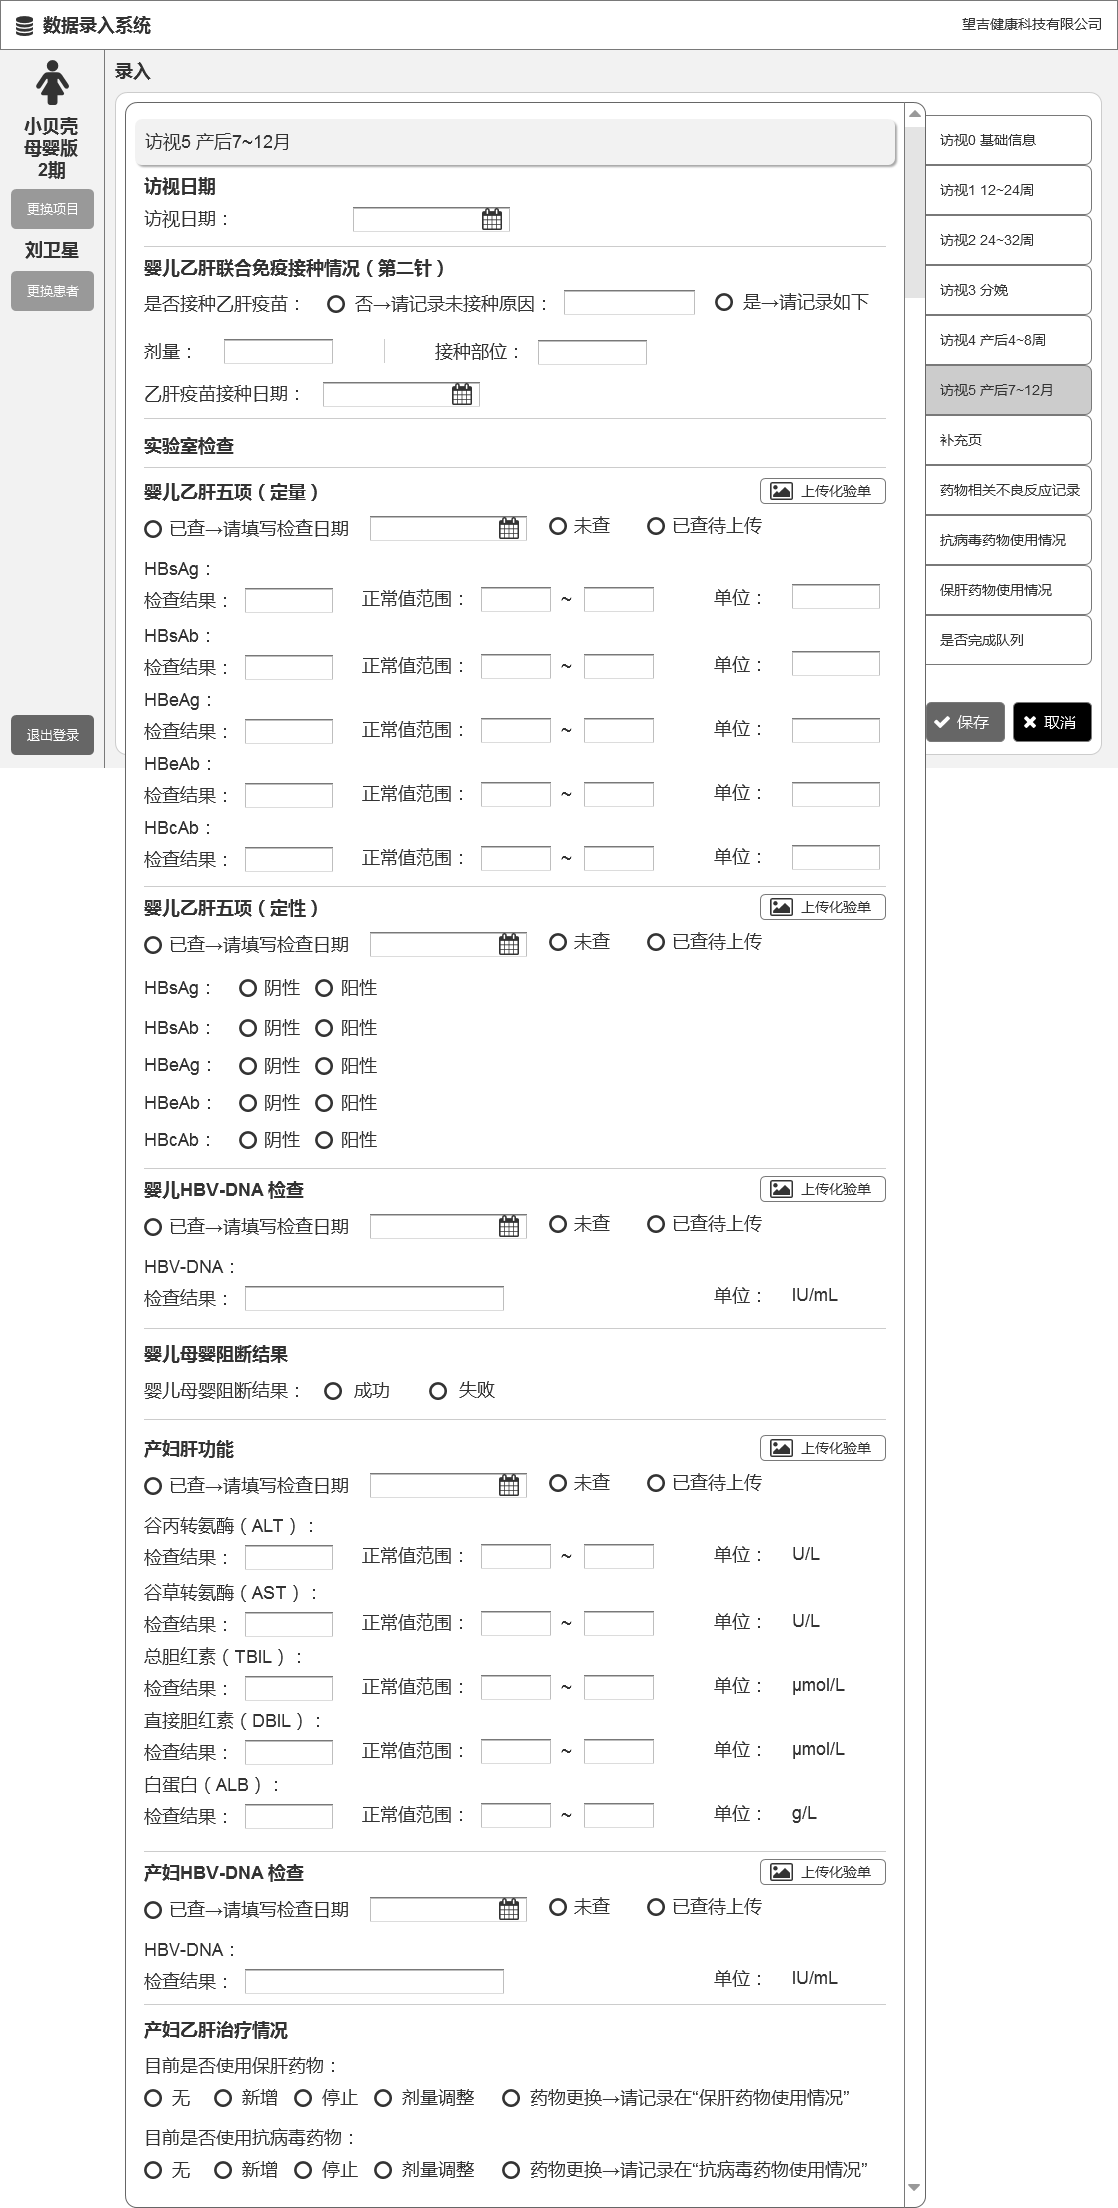 数据录入系统
望吉健康科技有限公司
小贝壳
母婴版
2期
更换项目
刘卫星
更换患者
退出登录
录入
访视5 产后7~12月
访视日期
访视日期：
婴儿乙肝联合免疫接种情况（第二针）
是否接种乙肝疫苗： 否→请记录未接种原因： 是→请记录如下
剂量： 接种部位：
乙肝疫苗接种日期：
实验室检查
婴儿乙肝五项（定量） 上传化验单
已查→请填写检查日期 未查 已查待上传
HBsAg：
检查结果： 正常值范围： ~ 单位：
HBsAb：
检查结果： 正常值范围： ~ 单位：
HBeAg：
检查结果： 正常值范围： ~ 单位：
HBeAb：
检查结果： 正常值范围： ~ 单位：
HBcAb：
检查结果： 正常值范围： ~ 单位：
婴儿乙肝五项（定性） 上传化验单
已查→请填写检查日期 未查 已查待上传
HBsAg： 阴性 阳性
HBsAb： 阴性 阳性
HBeAg： 阴性 阳性
HBeAb： 阴性 阳性
HBcAb： 阴性 阳性
婴儿HBV-DNA 检查 上传化验单
已查→请填写检查日期 未查 已查待上传
HBV-DNA：
检查结果： 单位： IU/mL
婴儿母婴阻断结果
婴儿母婴阻断结果： 成功 失败
产妇肝功能 上传化验单
已查→请填写检查日期 未查 已查待上传
谷丙转氨酶（ALT）：
检查结果： 正常值范围： ~ 单位： U/L
谷草转氨酶（AST）：
检查结果： 正常值范围： ~ 单位： U/L
总胆红素（TBIL）：
检查结果： 正常值范围： ~ 单位： μmol/L
直接胆红素（DBIL）：
检查结果： 正常值范围： ~ 单位： μmol/L
白蛋白（ALB）：
检查结果： 正常值范围： ~ 单位： g/L
产妇HBV-DNA 检查 上传化验单
已查→请填写检查日期 未查 已查待上传
HBV-DNA：
检查结果： 单位： IU/mL
产妇乙肝治疗情况
目前是否使用保肝药物：
无 新增 停止 剂量调整 药物更换→请记录在“保肝药物使用情况”
目前是否使用抗病毒药物：
无 新增 停止 剂量调整 药物更换→请记录在“抗病毒药物使用情况”
访视0 基础信息
访视1 12~24周
访视2 24~32周
访视3 分娩
访视4 产后4~8周
访视5 产后7~12月
补充页
药物相关不良反应记录
抗病毒药物使用情况
保肝药物使用情况
是否完成队列
保存 取消